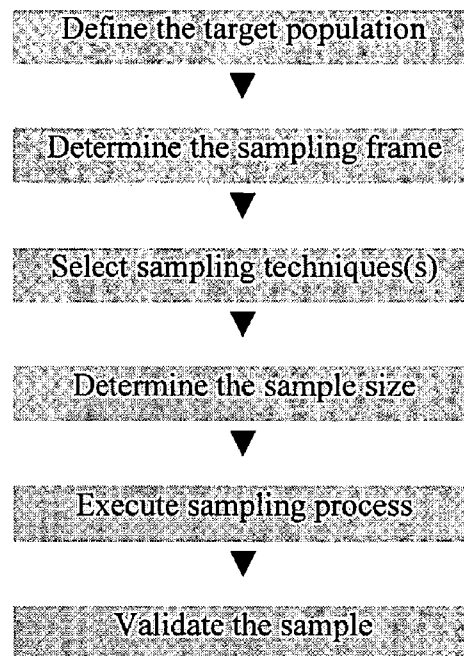 Define the target population
Determine the sampling frame
Select sampling techniques(s)
Determine the sample size
Execute sampling process
Validate the sample